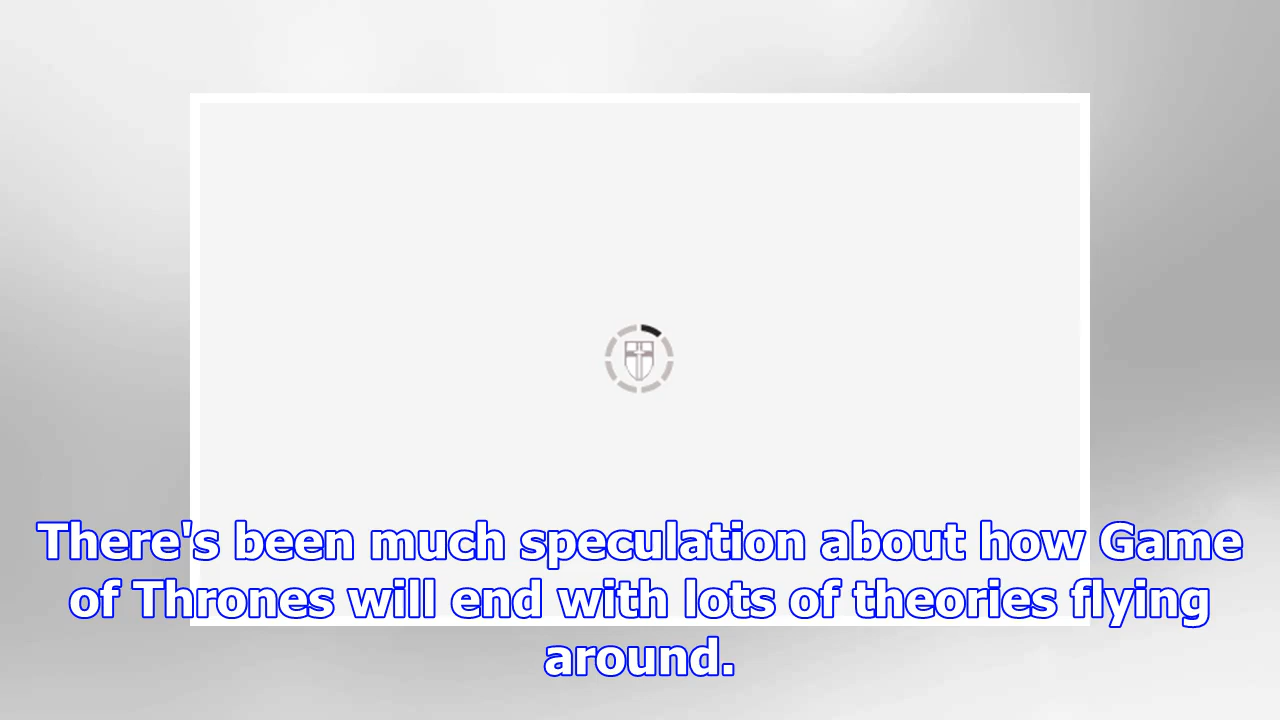 There's been much speculation about how Game
of Thrones will end with lots of theories flying
around.